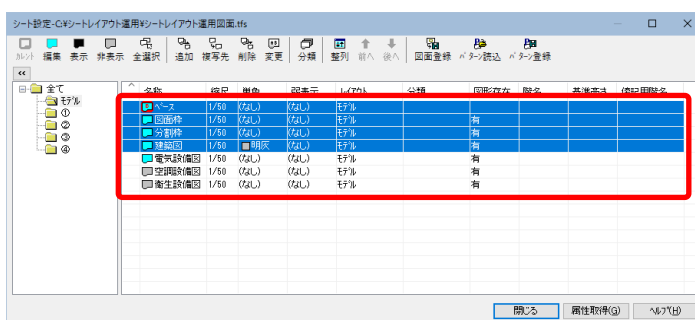 シート設定-C:¥シートレイアウト運用¥シートレイアウト運用図面.tfs
ｶﾚﾝﾄ 編集 表示 非表示 全選択 追加 複写先 削除 変更 分類 整列 前へ 後へ 図面登録 ﾊﾟﾀｰﾝ読込 ﾊﾟﾀｰﾝ登録
<<
名称 縮尺 単色 弱表示 ﾚｲｱｳﾄ 分類 図形存在 階名 基準高さ 傍記用階名
全て
ﾓﾃﾞﾙ
①
②
③
④
ﾍﾞｰｽ 1/50 (なし) (なし) ﾓﾃﾞﾙ
図面枠 1/50 (なし) (なし) ﾓﾃﾞﾙ 有
分割枠 1/50 (なし) (なし) ﾓﾃﾞﾙ 有
建築図 1/50 明灰 (なし) ﾓﾃﾞﾙ 有
電気設備図 1/50 (なし) (なし) ﾓﾃﾞﾙ 有
空調設備図 1/50 (なし) (なし) ﾓﾃﾞﾙ 有
衛生設備図 1/50 (なし) (なし) ﾓﾃﾞﾙ 有
閉じる 属性取得(G) ﾍﾙﾌﾟ(H)